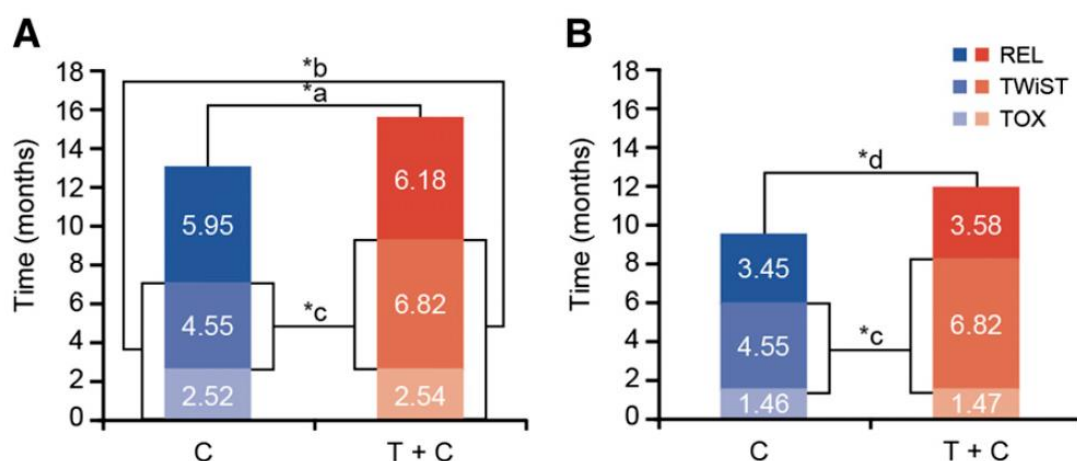 A
Time (months)
18
16
14
12
10
8
6
4
2
0
*b
*a
*c
5.95
4.55
2.52
6.18
6.82
2.54
C
T + C
B
REL
TWiST
TOX
Time (months)
18
16
14
12
10
8
6
4
2
0
*d
*c
3.45
4.55
1.46
3.58
6.82
1.47
C
T + C